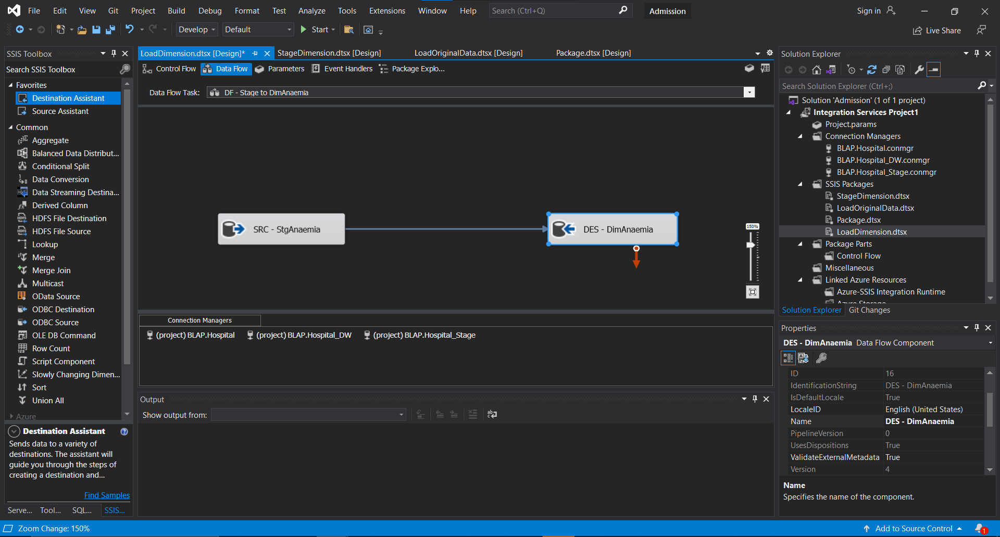 File Edit View Git Project Build Debug Format Test Analyze Tools Extensions Window Help Search (Ctrl+Q) Admission Sign in
Develop Default Start Live Share
SSIS Toolbox
Search SSIS Toolbox
Favorites
Destination Assistant
Source Assistant
Common
Aggregate
Balanced Data Distribut...
Conditional Split
Data Conversion
Data Streaming Destina...
Derived Column
HDFS File Destination
HDFS File Source
Lookup
Merge
Merge Join
Multicast
OData Source
ODBC Destination
ODBC Source
OLE DB Command
Row Count
Script Component
Slowly Changing Dimen...
Sort
Union All
Azure
Destination Assistant
Sends data to a variety of
destinations. The assistant will
guide you through the steps of
creating a destination and...
Find Samples
Serve... Tool... SQL... SSIS...
LoadDimension.dtsx [Design]* StageDimension.dtsx [Design] LoadOriginalData.dtsx [Design] Package.dtsx [Design]
Control Flow Data Flow Parameters Event Handlers Package Explo...
Data Flow Task: DF - Stage to DimAnaemia
SRC - StgAnaemia
DES - DimAnaemia
150%
Connection Managers
(project) BLAP.Hospital (project) BLAP.Hospital_DW (project) BLAP.Hospital_Stage
Output
Show output from:
Solution Explorer
Search Solution Explorer (Ctrl+;)
Solution 'Admission' (1 of 1 project)
Integration Services Project1
Project.params
Connection Managers
BLAP.Hospital.conmgr
BLAP.Hospital_DW.conmgr
BLAP.Hospital_Stage.conmgr
SSIS Packages
StageDimension.dtsx
LoadOriginalData.dtsx
Package.dtsx
LoadDimension.dtsx
Package Parts
Control Flow
Miscellaneous
Linked Azure Resources
Azure-SSIS Integration Runtime
Azure Storage
Solution Explorer Git Changes
Properties
DES - DimAnaemia Data Flow Component
ID 16
IdentificationString DES - DimAnaemia
IsDefaultLocale True
LocaleID English (United States)
Name DES - DimAnaemia
PipelineVersion 0
UsesDispositions True
ValidateExternalMetadata True
Version 4
Name
Specifies the name of the component.
Zoom Change: 150% Add to Source Control 1